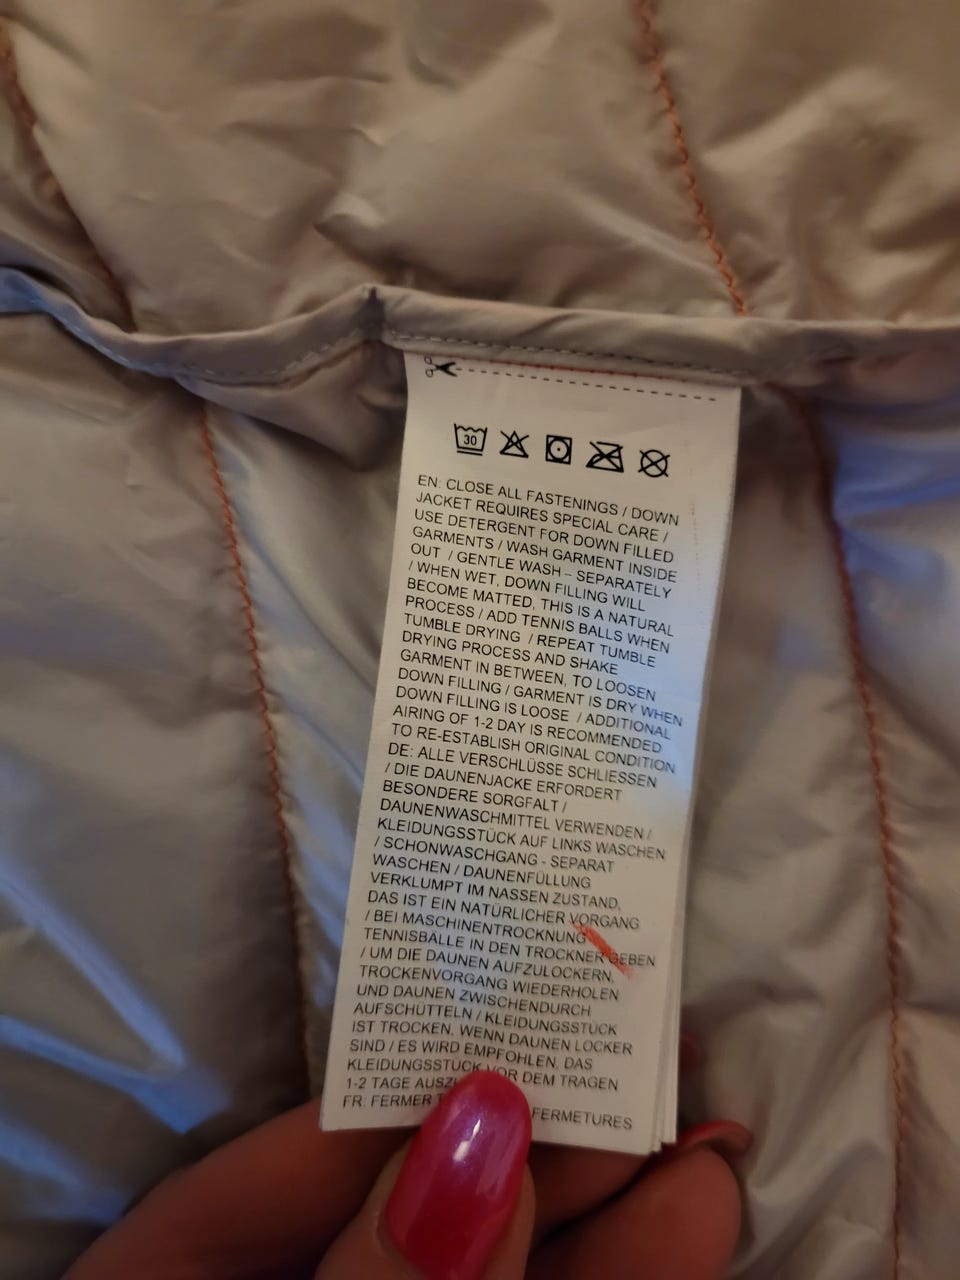 30
EN: CLOSE ALL FASTENINGS / DOWN
JACKET REQUIRES SPECIAL CARE /
USE DETERGENT FOR DOWN FILLED
GARMENTS / WASH GARMENT INSIDE
OUT / GENTLE WASH – SEPARATELY
/ WHEN WET, DOWN FILLING WILL
BECOME MATTED, THIS IS A NATURAL
PROCESS / ADD TENNIS BALLS WHEN
TUMBLE DRYING / REPEAT TUMBLE
DRYING PROCESS AND SHAKE
GARMENT IN BETWEEN, TO LOOSEN
DOWN FILLING / GARMENT IS DRY WHEN
DOWN FILLING IS LOOSE / ADDITIONAL
AIRING OF 1-2 DAY IS RECOMMENDED
TO RE-ESTABLISH ORIGINAL CONDITION
DE: ALLE VERSCHLÜSSE SCHLIESSEN
/ DIE DAUNENJACKE ERFORDERT
BESONDERE SORGFALT /
DAUNENWASCHMITTEL VERWENDEN /
KLEIDUNGSSTÜCK AUF LINKS WASCHEN
/ SCHONWASCHGANG - SEPARAT
WASCHEN / DAUNENFÜLLUNG
VERKLUMPT IM NASSEN ZUSTAND,
DAS IST EIN NATÜRLICHER VORGANG
/ BEI MASCHINENTROCKNUNG
TENNISBÄLLE IN DEN TROCKNER GEBEN
/ UM DIE DAUNEN AUFZULOCKERN,
TROCKENVORGANG WIEDERHOLEN
UND DAUNEN ZWISCHENDURCH
AUFSCHÜTTELN / KLEIDUNGSSTÜCK
IST TROCKEN, WENN DAUNEN LOCKER
SIND / ES WIRD EMPFOHLEN, DAS
KLEIDUNGSSTÜCK VOR DEM TRAGEN
1-2 TAGE
FR: FERMER FERMETURES